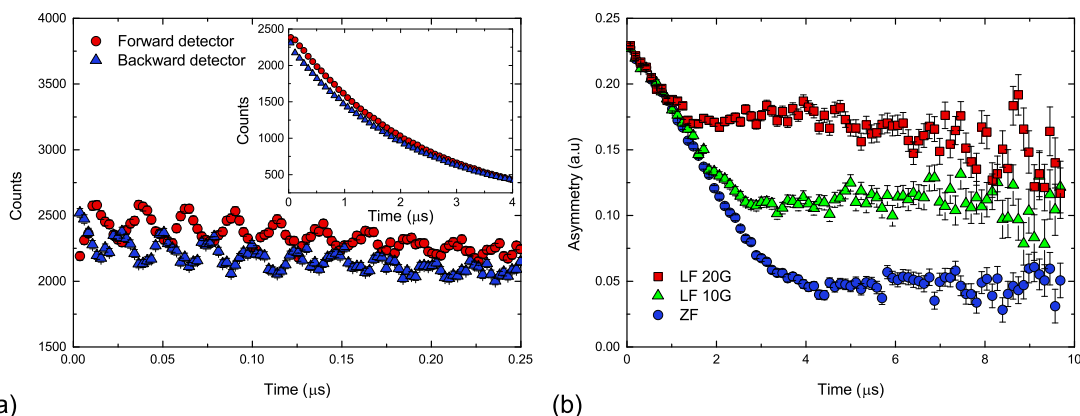 4000
3500
3000
2500
2000
1500
Counts
0.00
0.05
0.10
0.15
0.20
0.25
Time (μs)
Forward detector
Backward detector
2500
2000
1500
1000
500
Counts
0
1
2
3
4
Time (μs)
a)
0.25
0.20
0.15
0.10
0.05
0.00
Asymmetry (a.u)
LF 20G
LF 10G
ZF
0
2
4
6
8
10
Time (μs)
(b)